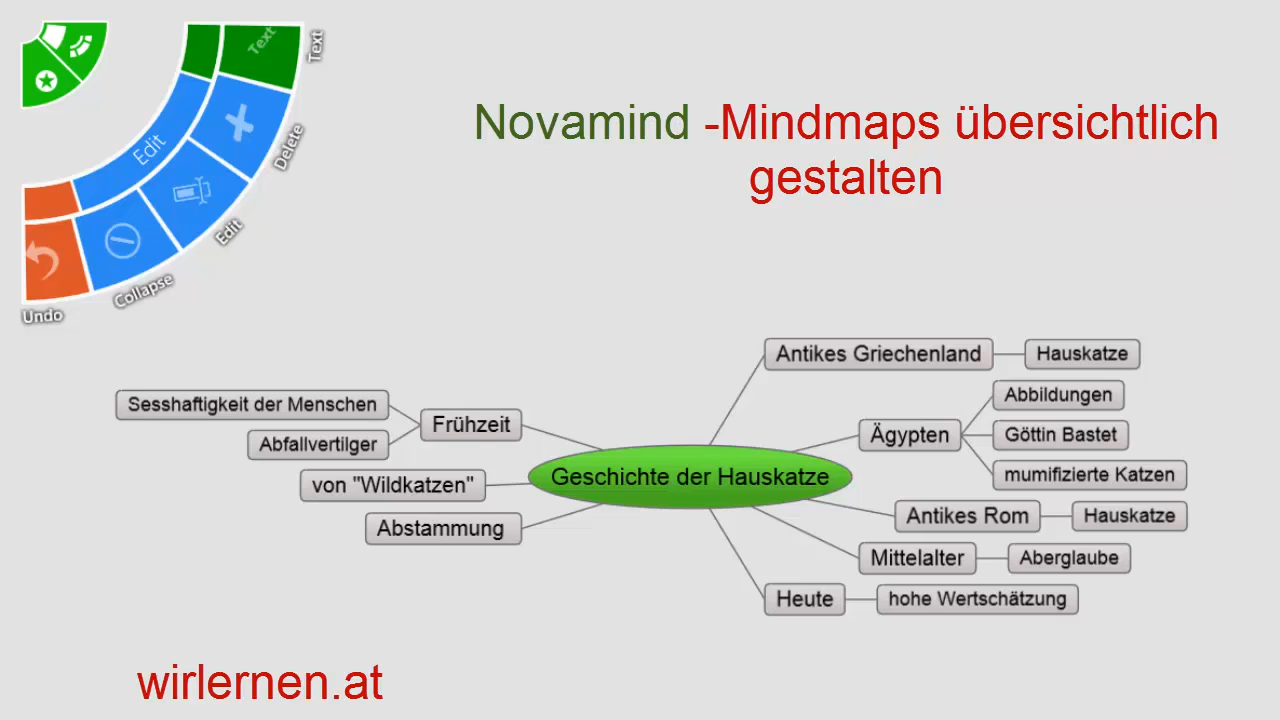 Text
Text
Delete
Edit
Edit
Collapse
Undo
Novamind -Mindmaps übersichtlich
gestalten
Geschichte der Hauskatze
Antikes Griechenland
Hauskatze
Ägypten
Abbildungen
Göttin Bastet
mumifizierte Katzen
Antikes Rom
Hauskatze
Mittelalter
Aberglaube
Heute
hohe Wertschätzung
Frühzeit
Sesshaftigkeit der Menschen
Abfallvertilger
von "Wildkatzen"
Abstammung
wirlernen.at